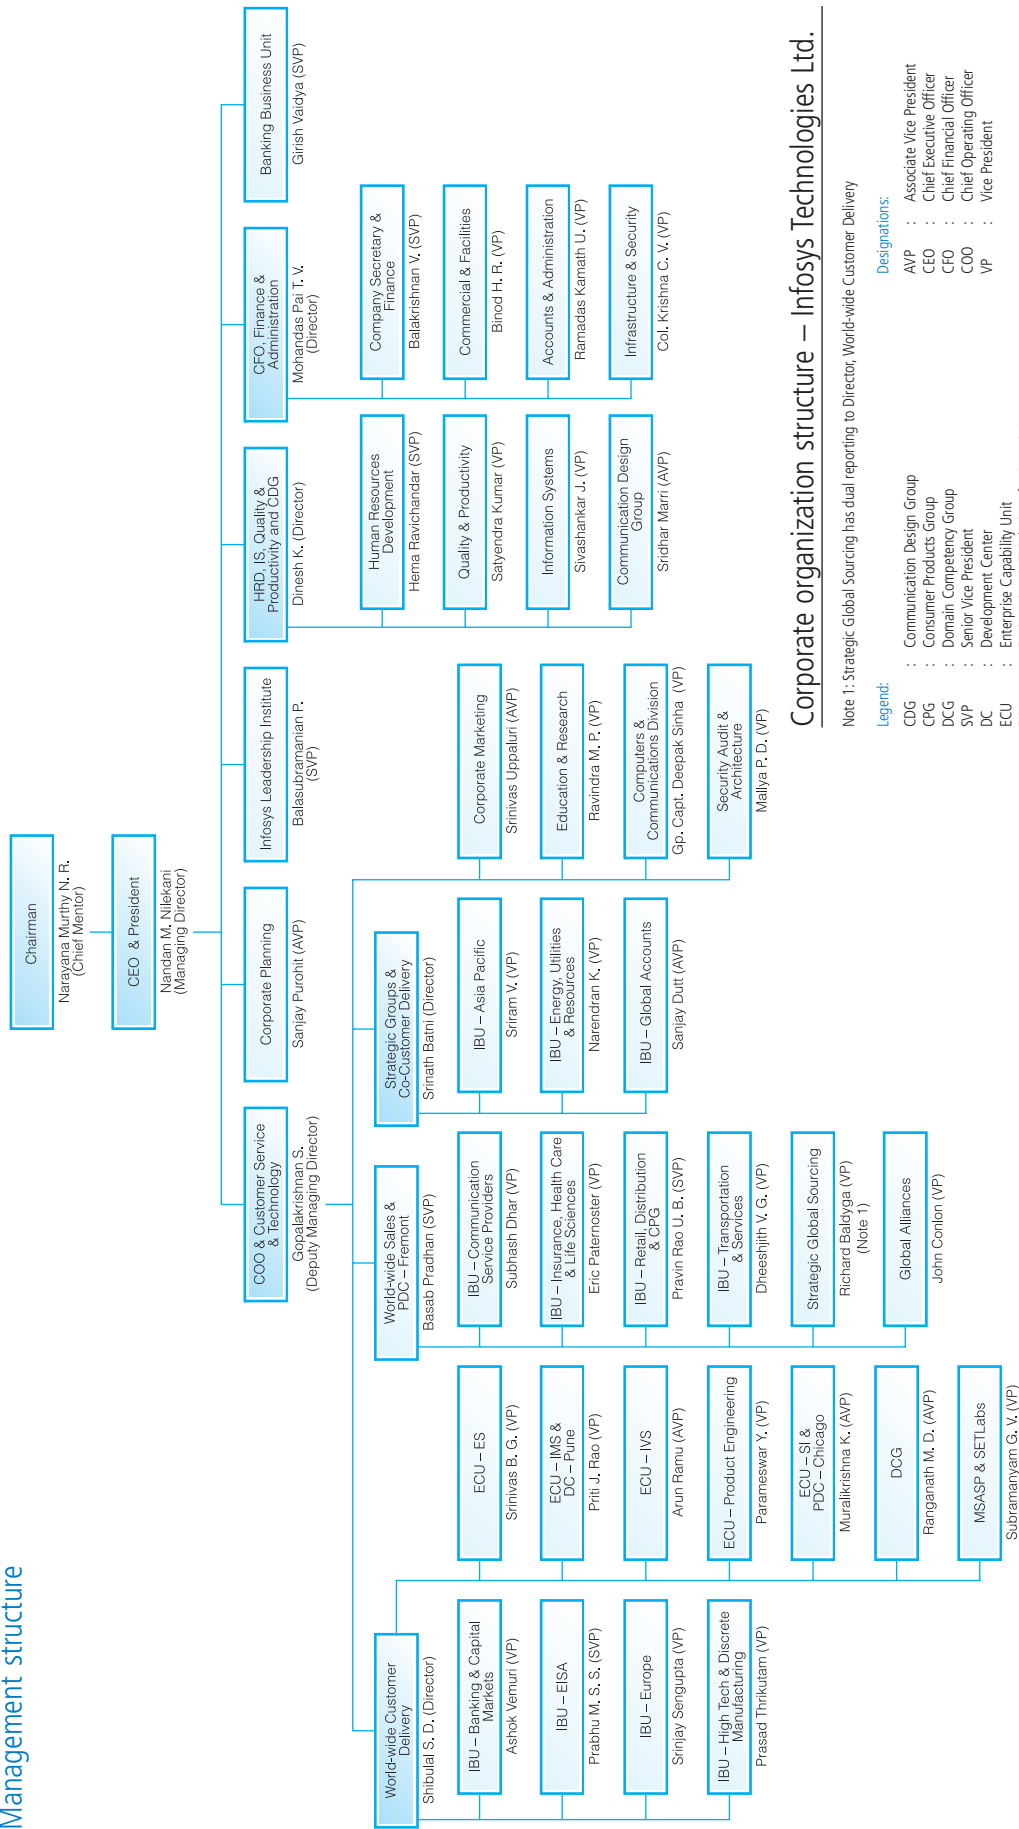 Management structure
Chairman
Narayana Murthy N. R.
(Chief Mentor)
CEO & President
Nandan M. Nilekani
(Managing Director)
COO & Customer Service
& Technology
Gopalakrishnan S.
(Deputy Managing Director)
Corporate Planning
Sanjay Purohit (AVP)
Infosys Leadership Institute
Balasubramanian P.
(SVP)
HRD, IS, Quality &
Productivity and CDG
Dinesh K. (Director)
CFO, Finance &
Administration
Mohandas Pai T. V.
(Director)
Banking Business Unit
Girish Vaidya (SVP)
World-wide Customer
Delivery
Shibulal S. D. (Director)
World-wide Sales &
PDC – Fremont
Basab Pradhan (SVP)
Strategic Groups &
Co-Customer Delivery
Srinath Batni (Director)
IBU – Banking & Capital
Markets
Ashok Vemuri (VP)
IBU – EISA
Prabhu M. S. S. (SVP)
IBU – Europe
Srinjay Sengupta (VP)
IBU – High Tech & Discrete
Manufacturing
Prasad Thrikutam (VP)
ECU – ES
Srinivas B. G. (VP)
ECU – IMS &
DC – Pune
Priti J. Rao (VP)
ECU – IVS
Arun Ramu (AVP)
ECU – Product Engineering
Parameswar Y. (VP)
ECU – SI &
PDC – Chicago
Muralikrishna K. (AVP)
DCG
Ranganath M. D. (AVP)
MSASP & SETLabs
Subramanyam G. V. (VP)
IBU – Communication
Service Providers
Subhash Dhar (VP)
IBU – Insurance, Health Care
& Life Sciences
Eric Paternoster (VP)
IBU – Retail, Distribution
& CPG
Pravin Rao U. B. (SVP)
IBU – Transportation
& Services
Dheeshjith V. G. (VP)
Strategic Global Sourcing
Richard Baldyga (VP)
(Note 1)
Global Alliances
John Conlon (VP)
IBU – Asia Pacific
Sriram V. (VP)
IBU – Energy, Utilities
& Resources
Narendran K. (VP)
IBU – Global Accounts
Sanjay Dutt (AVP)
Corporate Marketing
Srinivas Uppaluri (AVP)
Education & Research
Ravindra M. P. (VP)
Computers &
Communications Division
Gp. Capt. Deepak Sinha (VP)
Security Audit &
Architecture
Mallya P. D. (VP)
Human Resources
Development
Hema Ravichandar (SVP)
Quality & Productivity
Satyendra Kumar (VP)
Information Systems
Sivashankar J. (VP)
Communication Design
Group
Sridhar Marri (AVP)
Company Secretary &
Finance
Balakrishnan V. (SVP)
Commercial & Facilities
Binod H. R. (VP)
Accounts & Administration
Ramadas Kamath U. (VP)
Infrastructure & Security
Col. Krishna C. V. (VP)
Corporate organization structure – Infosys Technologies Ltd.
Note 1: Strategic Global Sourcing has dual reporting to Director, World-wide Customer Delivery
Legend:
CDG : Communication Design Group
CPG : Consumer Products Group
DCG : Domain Competency Group
SVP : Senior Vice President
DC : Development Center
ECU : Enterprise Capability Unit
Designations:
AVP : Associate Vice President
CEO : Chief Executive Officer
CFO : Chief Financial Officer
COO : Chief Operating Officer
VP : Vice President